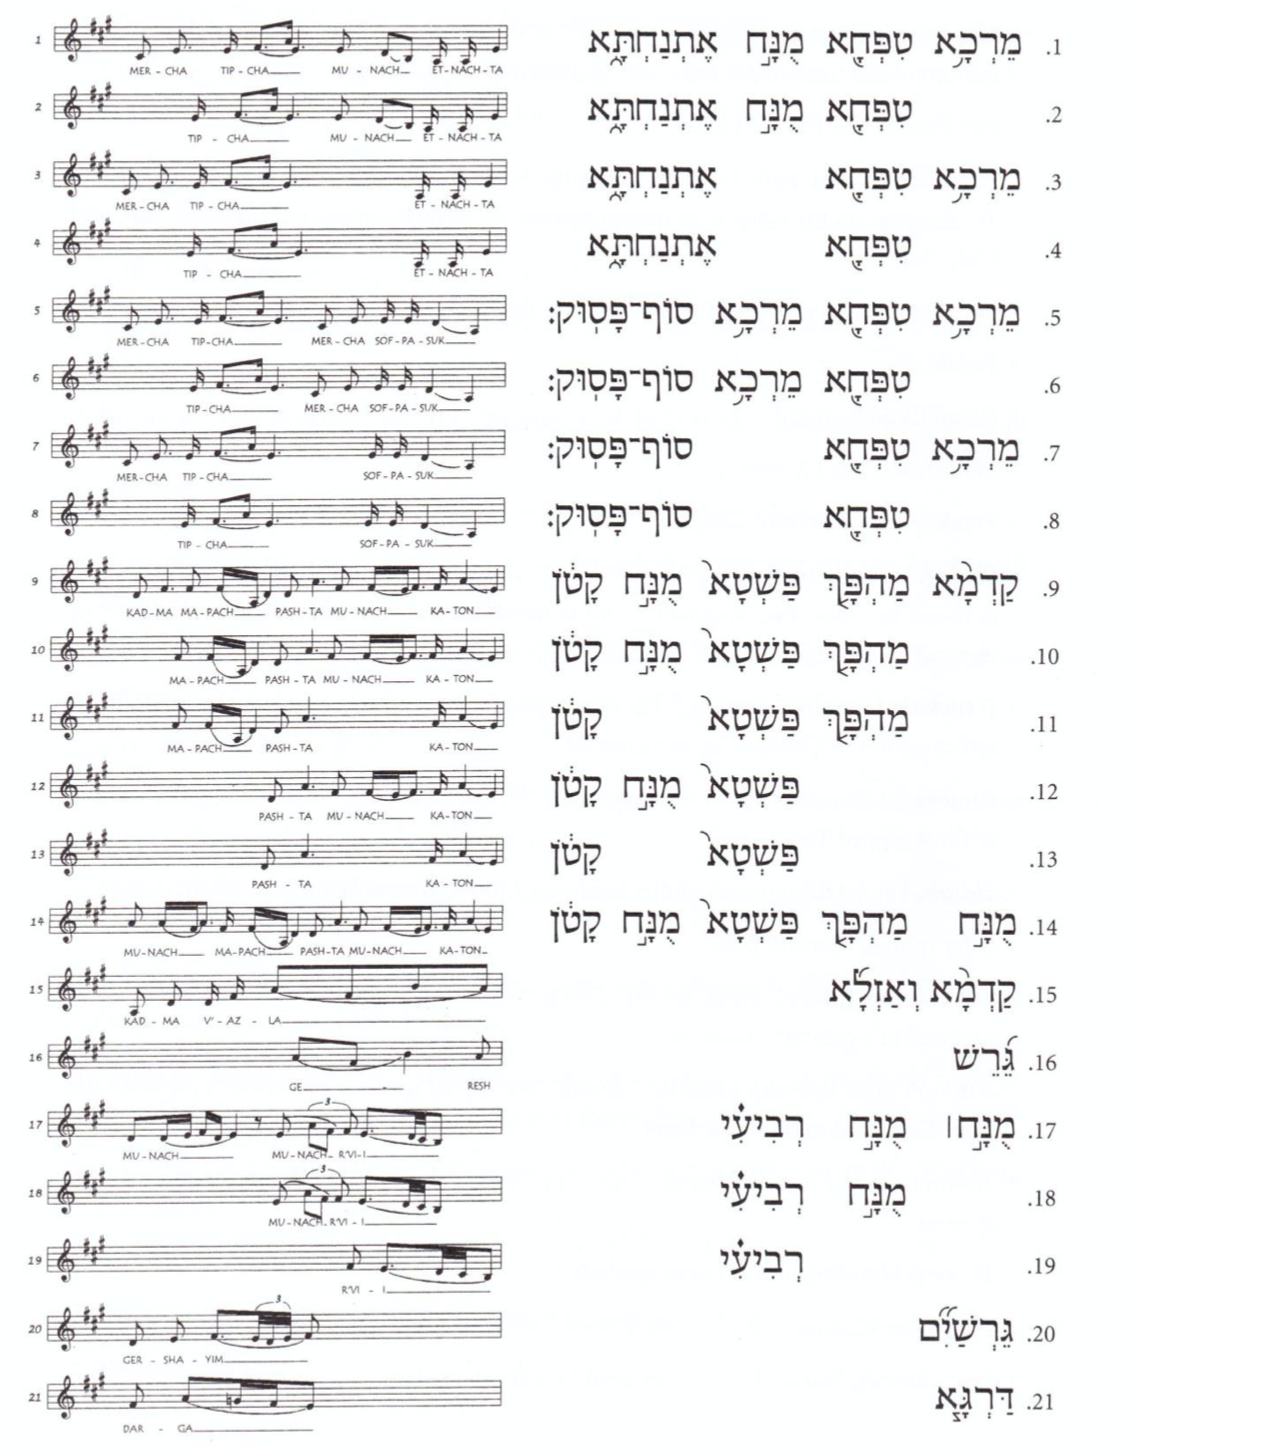 1 MER - CHA TIP - CHA MU - NACH ET - NACH - TA
1. מֵרְכָ֥א טִפְּחָ֖א מֻנַּ֣ח אֶתְנַחְתָּ֑א
2 TIP - CHA MU - NACH ET - NACH - TA
2. טִפְּחָ֖א מֻנַּ֣ח אֶתְנַחְתָּ֑א
3 MER - CHA TIP - CHA ET - NACH - TA
3. מֵרְכָ֥א טִפְּחָ֖א אֶתְנַחְתָּ֑א
4 TIP - CHA ET - NACH - TA
4. טִפְּחָ֖א אֶתְנַחְתָּ֑א
5 MER - CHA TIP - CHA MER - CHA SOF - PA - SUK
5. מֵרְכָ֥א טִפְּחָ֖א מֵרְכָ֥א סוֹף־פָּסֽוּק׃
6 TIP - CHA MER - CHA SOF - PA - SUK
6. טִפְּחָ֖א מֵרְכָ֥א סוֹף־פָּסֽוּק׃
7 MER - CHA TIP - CHA SOF - PA - SUK
7. מֵרְכָ֥א טִפְּחָ֖א סוֹף־פָּסֽוּק׃
8 TIP - CHA SOF - PA - SUK
8. טִפְּחָ֖א סוֹף־פָּסֽוּק׃
9 KAD - MA MA - PACH PASH - TA MU - NACH KA - TON
9. קַדְמָ֨א מַהְפָּ֤ךְ פַּשְׁטָא֙ מֻנַּ֣ח קָטֹ֔ן
10 MA - PACH PASH - TA MU - NACH KA - TON
10. מַהְפָּ֤ךְ פַּשְׁטָא֙ מֻנַּ֣ח קָטֹ֔ן
11 MA - PACH PASH - TA KA - TON
11. מַהְפָּ֤ךְ פַּשְׁטָא֙ קָטֹ֔ן
12 PASH - TA MU - NACH KA - TON
12. פַּשְׁטָא֙ מֻנַּ֣ח קָטֹ֔ן
13 PASH - TA KA - TON
13. פַּשְׁטָא֙ קָטֹ֔ן
14 MU - NACH MA - PACH PASH - TA MU - NACH KA - TON
14. מֻנַּ֣ח מַהְפָּ֤ךְ פַּשְׁטָא֙ מֻנַּ֣ח קָטֹ֔ן
15 KAD - MA V' - AZ - LA
15. קַדְמָ֨א וְאַזְלָ֜א
16 GE RESH
16. גֵּ֜רֵשׁ
17 MU - NACH MU - NACH - R'VI - I
17. מֻנַּ֣ח׀ מֻנַּ֣ח רְבִיעִ֗י
18 MU - NACH R'VI - I
18. מֻנַּ֣ח רְבִיעִ֗י
19 R'VI - I
19. רְבִיעִ֗י
20 GER - SHA - YIM
20. גֵּרְשַׁ֞יִם
21 DAR - GA
21. דַּרְגָּ֧א